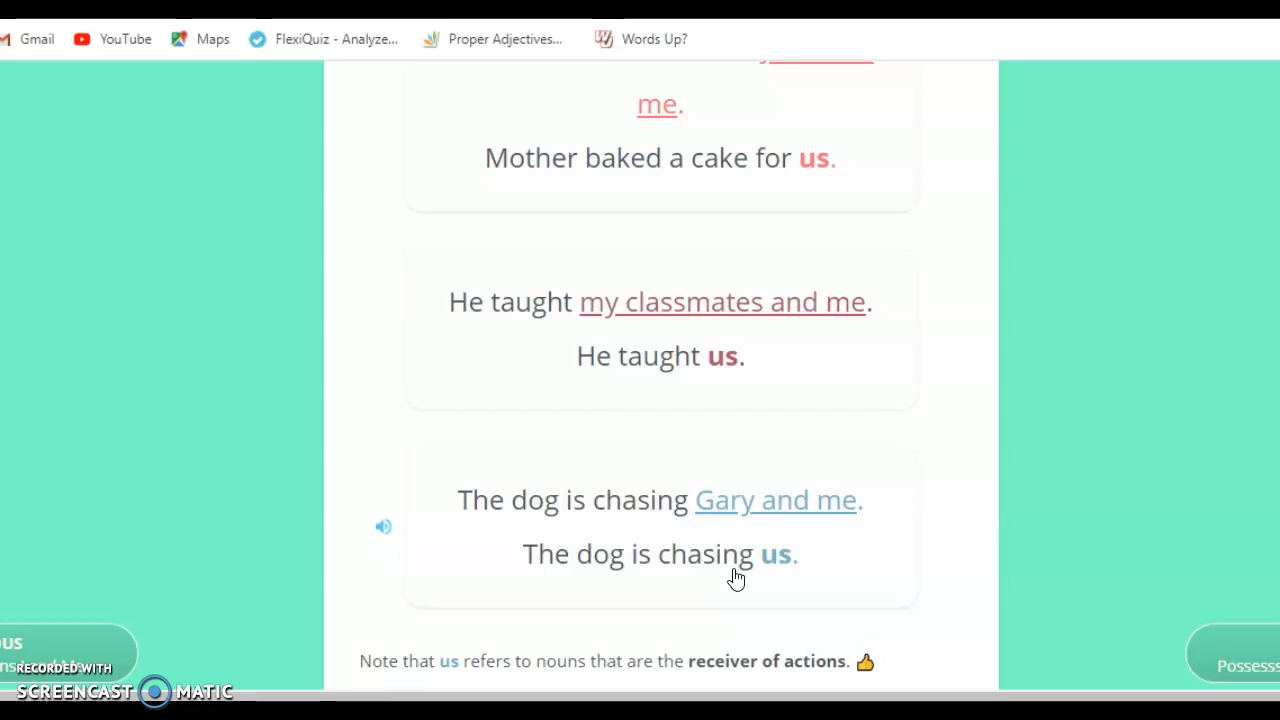 Gmail YouTube Maps FlexiQuiz - Analyze... Proper Adjectives... Words Up?
me.
Mother baked a cake for us.
He taught my classmates and me.
He taught us.
The dog is chasing Gary and me.
The dog is chasing us.
Note that us refers to nouns that are the receiver of actions.
RECORDED WITH
SCREENCAST MATIC